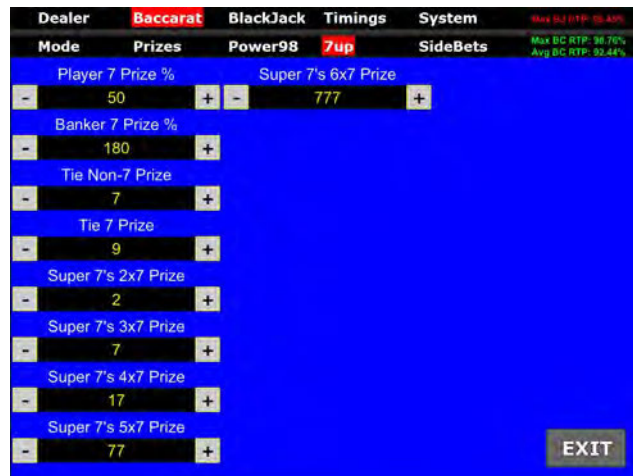 Dealer Baccarat BlackJack Timings System Max BJ RTP:
Mode Prizes Power98 7up SideBets Max BC RTP: 98.76%
Avg BC RTP: 92.44%
Player 7 Prize % Super 7's 6x7 Prize
- 50 + - 777 +
Banker 7 Prize %
- 180 +
Tie Non-7 Prize
- 7 +
Tie 7 Prize
- 9 +
Super 7's 2x7 Prize
- 2 +
Super 7's 3x7 Prize
- 7 +
Super 7's 4x7 Prize
- 17 +
Super 7's 5x7 Prize
- 77 +
EXIT